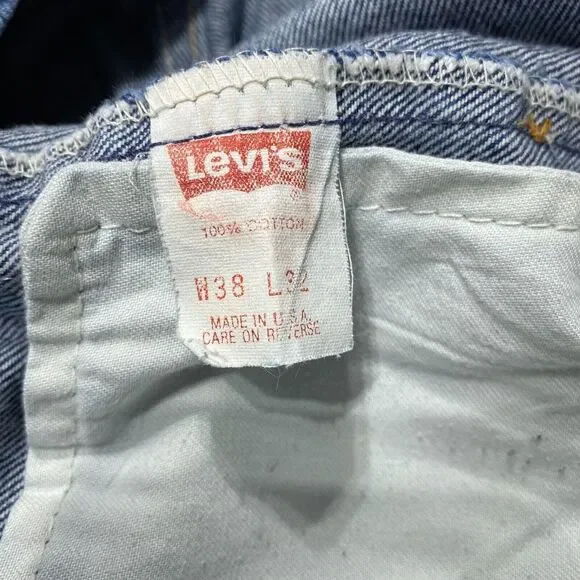 Levi's
®
100% COTTON
W38 L32
MADE IN U.S.A.
CARE ON REVERSE